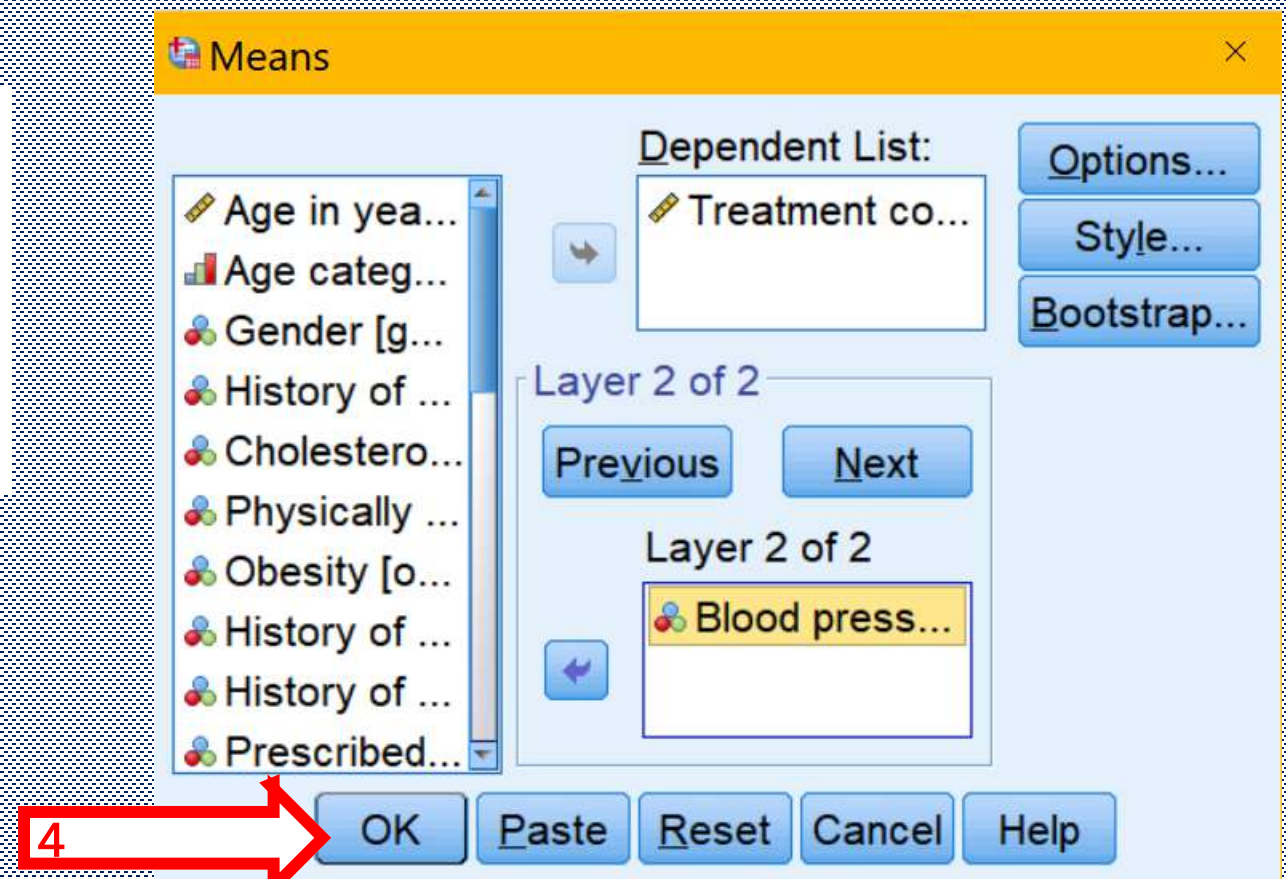 Means
Dependent List:
Options...
Age in yea...
Treatment co...
Style...
Age categ...
Bootstrap...
Gender [g...
History of ...
Layer 2 of 2
Cholestero...
Previous
Next
Physically ...
Layer 2 of 2
Obesity [o...
Blood press...
History of ...
History of ...
Prescribed...
4
OK
Paste
Reset
Cancel
Help